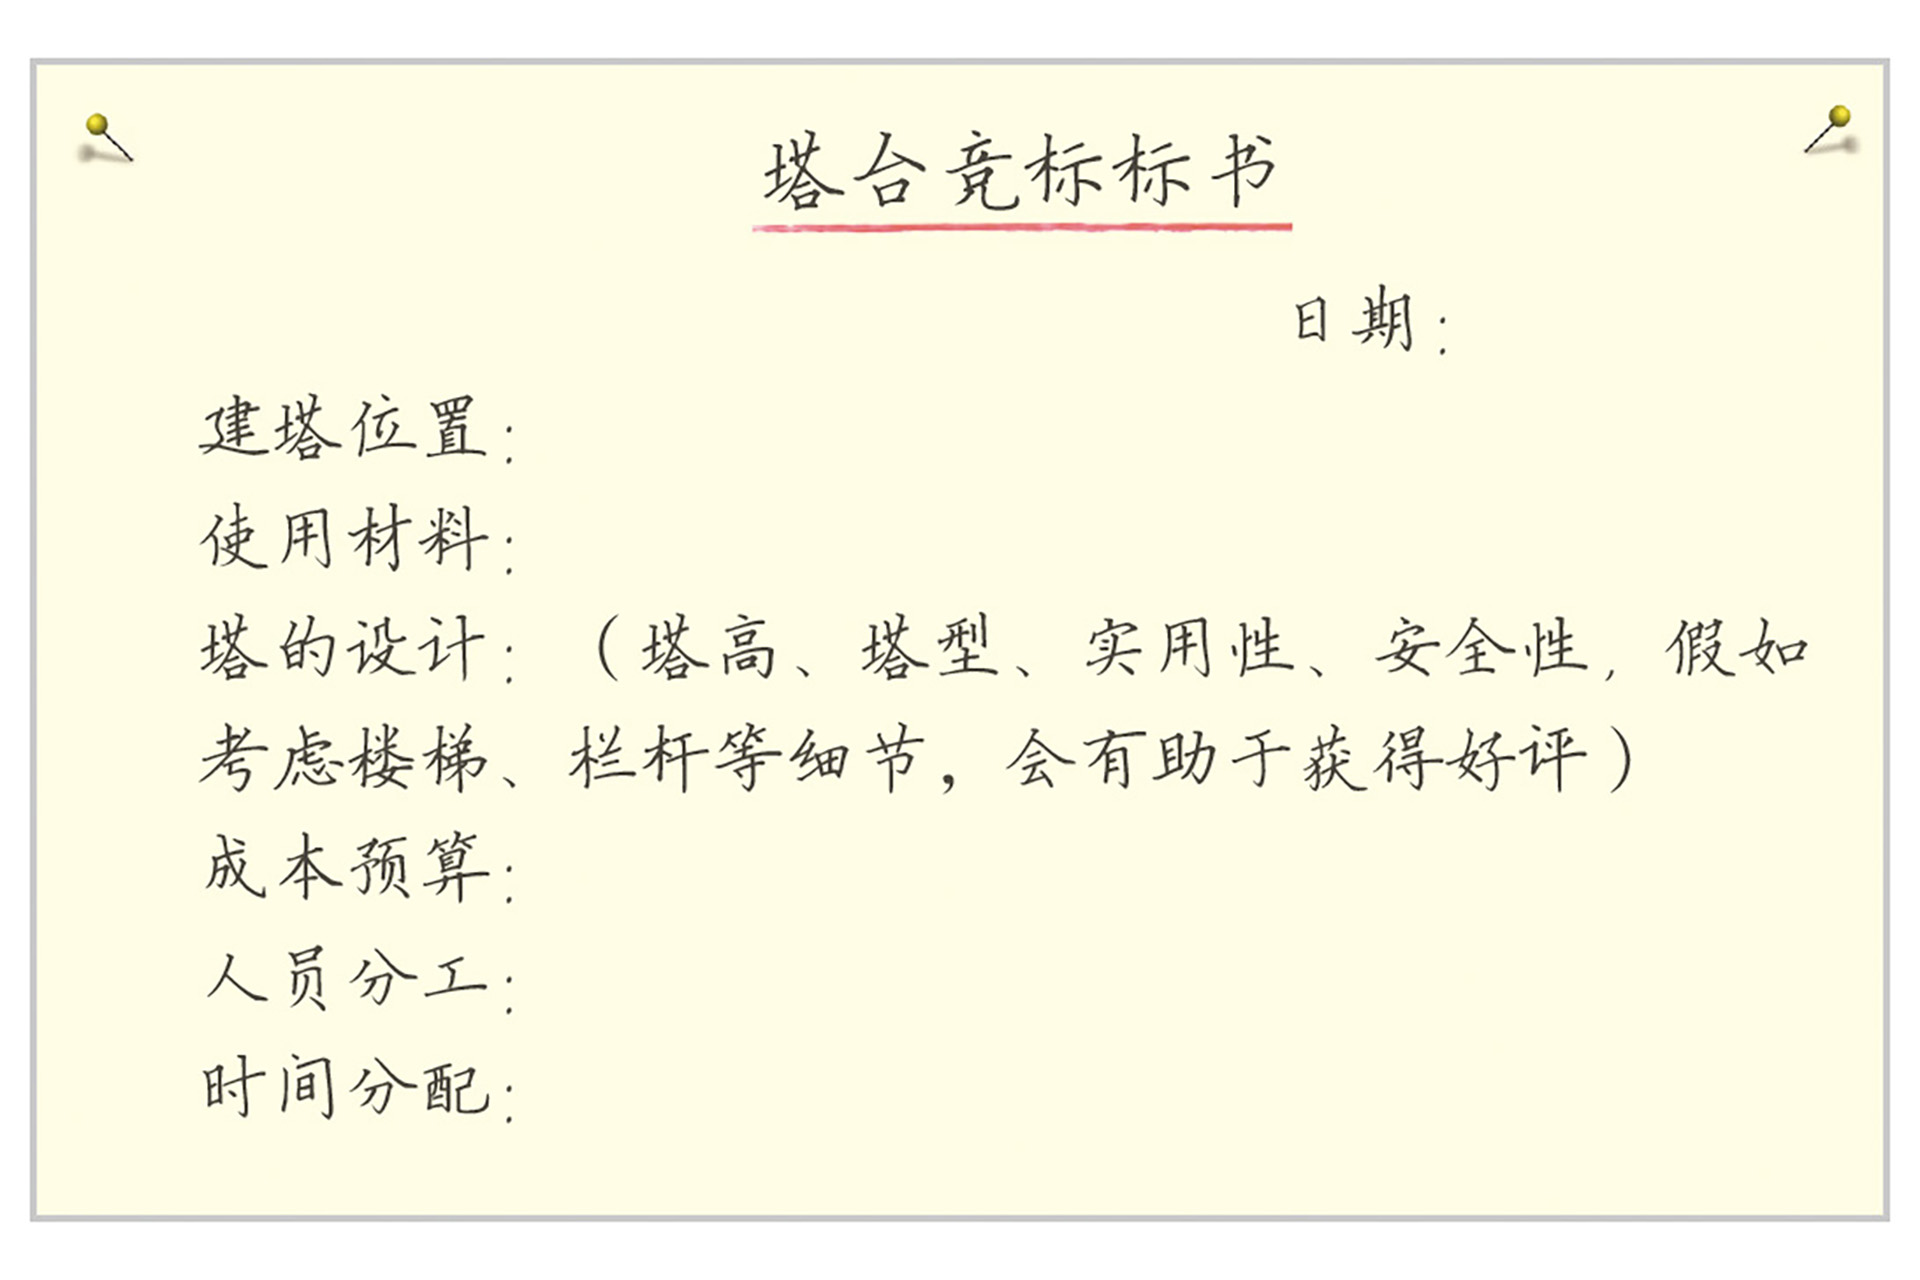 塔台竞标标书
日期：
建塔位置：
使用材料：
塔的设计：（塔高、塔型、实用性、安全性，假如
考虑楼梯、栏杆等细节，会有助于获得好评）
成本预算：
人员分工：
时间分配：